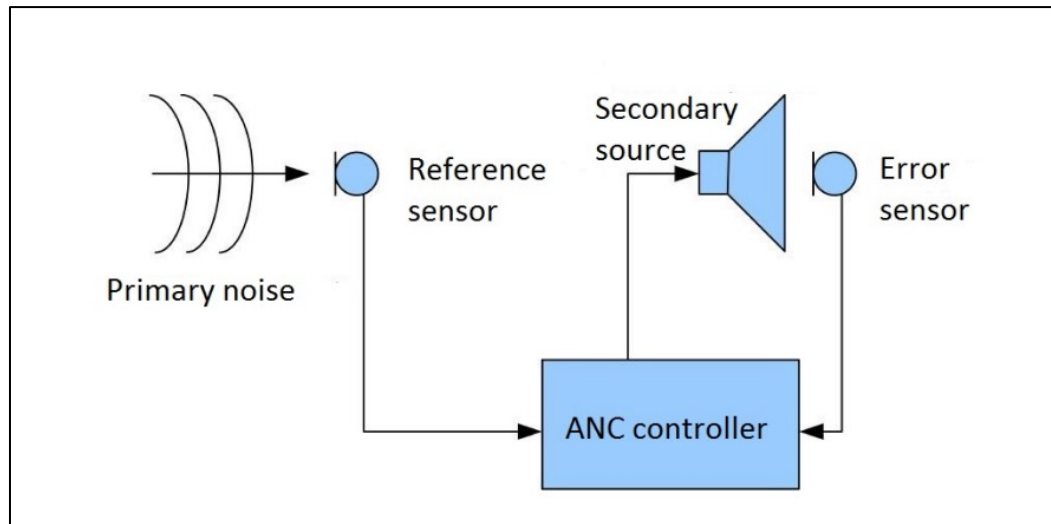 Primary noise
Reference
sensor
Secondary
source
Error
sensor
ANC controller